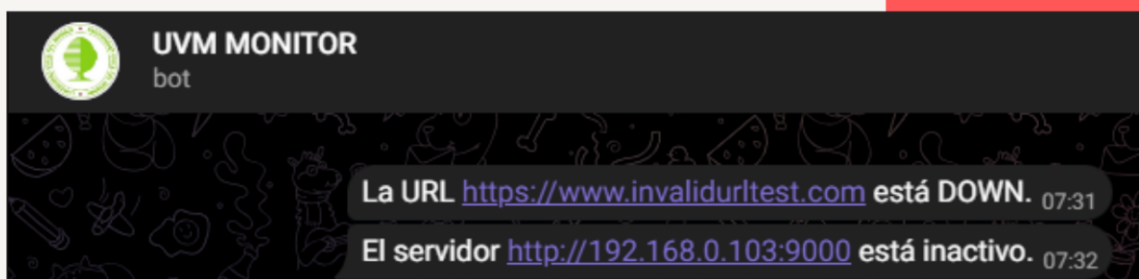 UVM MONITOR
bot
La URL https://www.invalidurltest.com está DOWN. 07:31
El servidor http://192.168.0.103:9000 está inactivo. 07:32